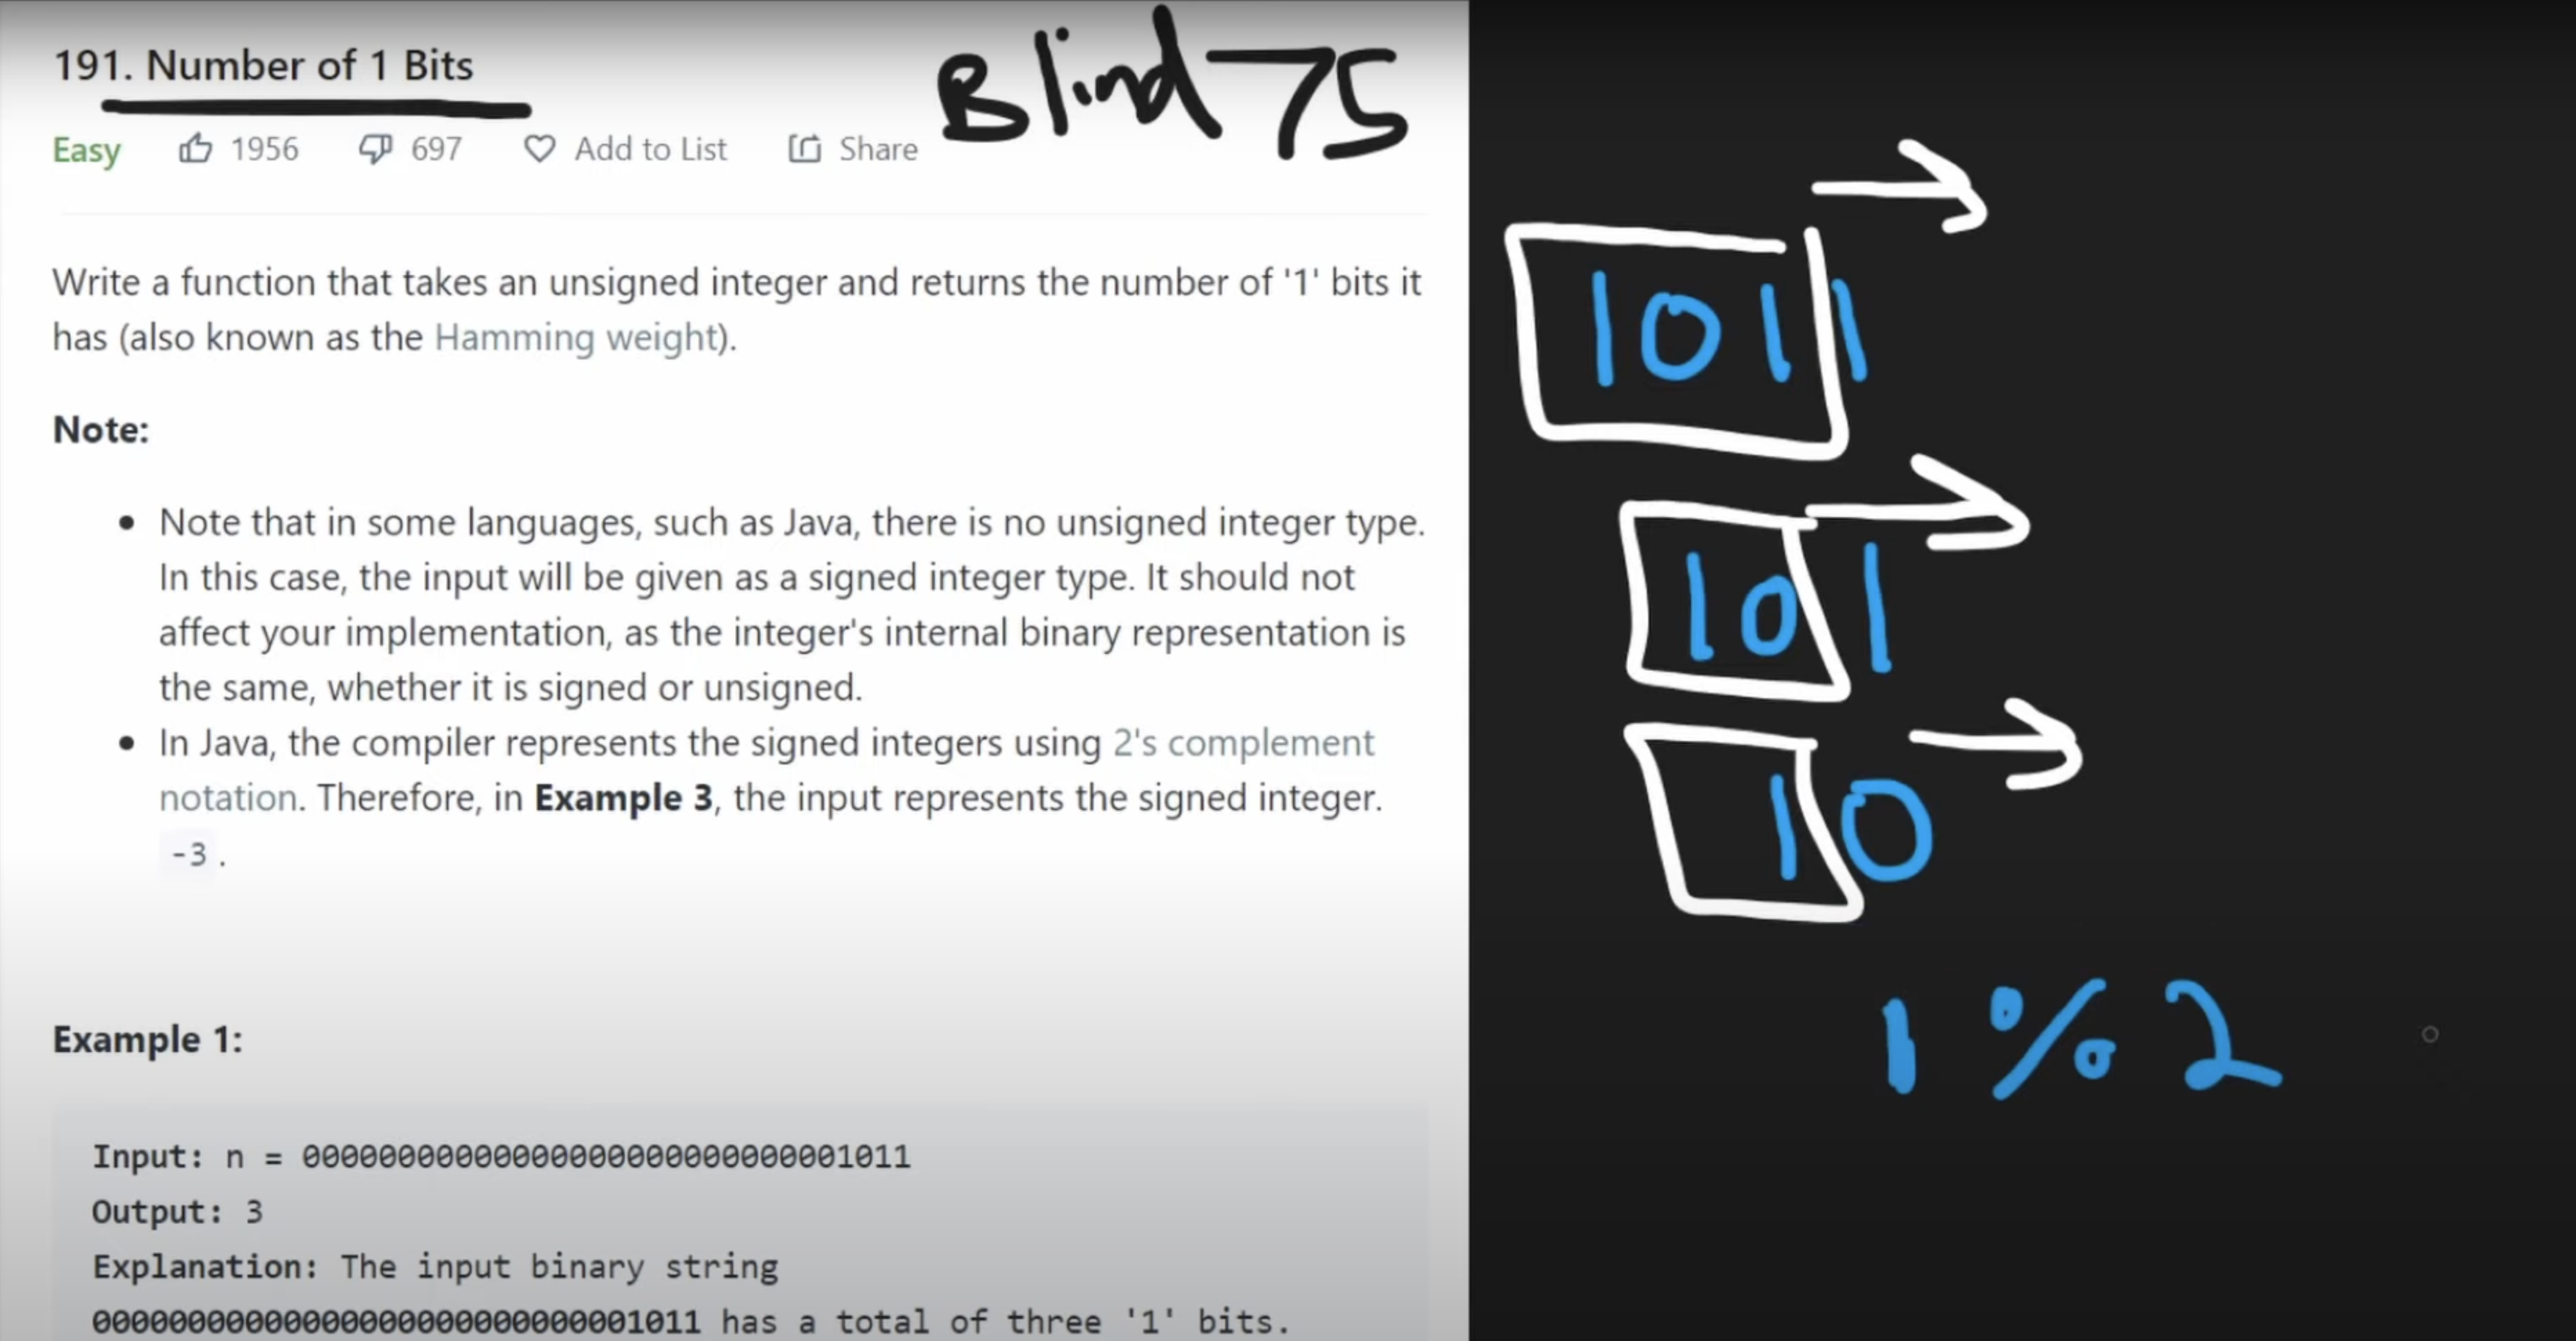 191. Number of 1 Bits
Blind 75
Easy 1956 697 Add to List Share
Write a function that takes an unsigned integer and returns the number of '1' bits it
has (also known as the Hamming weight).
Note:
• Note that in some languages, such as Java, there is no unsigned integer type.
In this case, the input will be given as a signed integer type. It should not
affect your implementation, as the integer's internal binary representation is
the same, whether it is signed or unsigned.
• In Java, the compiler represents the signed integers using 2's complement
notation. Therefore, in Example 3, the input represents the signed integer.
-3.
Example 1:
Input: n = 00000000000000000000000000001011
Output: 3
Explanation: The input binary string
00000000000000000000000000001011 has a total of three '1' bits.
1011
101
10
1 % 2